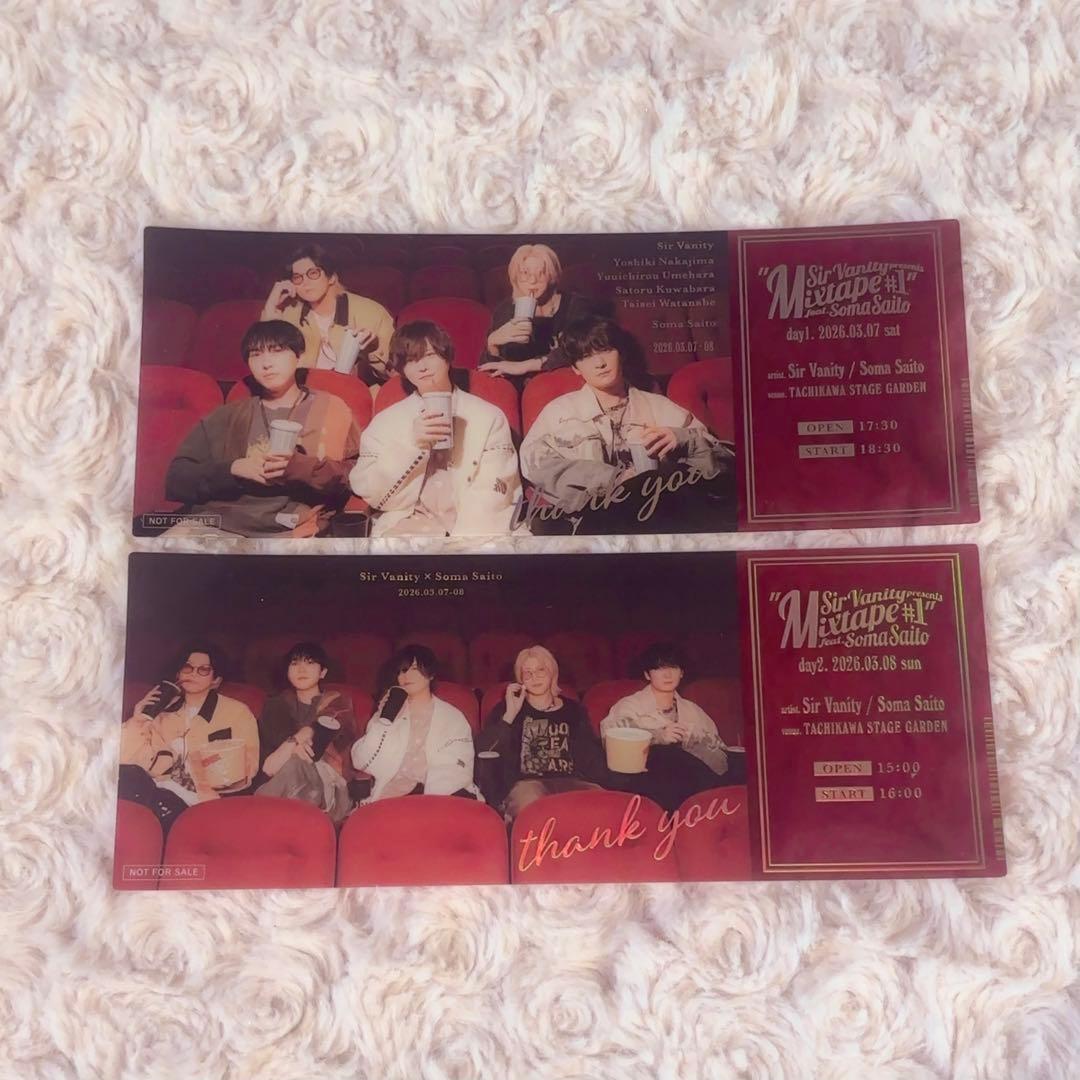 Sir Vanity
Yoshiki Nakajima
Yuuichirou Umehara
Satoru Kuwabara
Taisei Watanabe
Soma Saito
2026.03.07-08
thank you
NOT FOR SALE
Sir Vanity presents
"Mixtape #1"
feat. Soma Saito
day1. 2026.03.07 sat
artist. Sir Vanity / Soma Saito
venue. TACHIKAWA STAGE GARDEN
OPEN 17:30
START 18:30
Sir Vanity × Soma Saito
2026.03.07-08
thank you
NOT FOR SALE
Sir Vanity presents
"Mixtape #1"
feat. Soma Saito
day2. 2026.03.08 sun
artist. Sir Vanity / Soma Saito
venue. TACHIKAWA STAGE GARDEN
OPEN 15:00
START 16:00